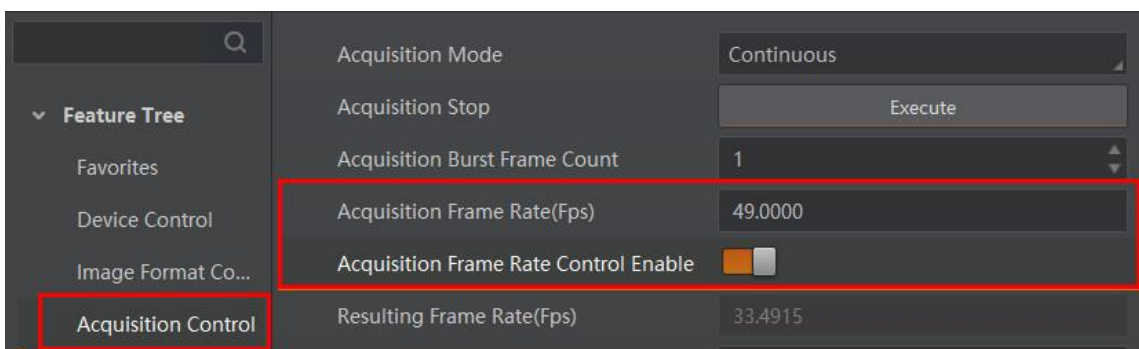 Feature Tree
Favorites
Device Control
Image Format Co...
Acquisition Control
Acquisition Mode Continuous
Acquisition Stop Execute
Acquisition Burst Frame Count 1
Acquisition Frame Rate(Fps) 49.0000
Acquisition Frame Rate Control Enable
Resulting Frame Rate(Fps) 33.4915